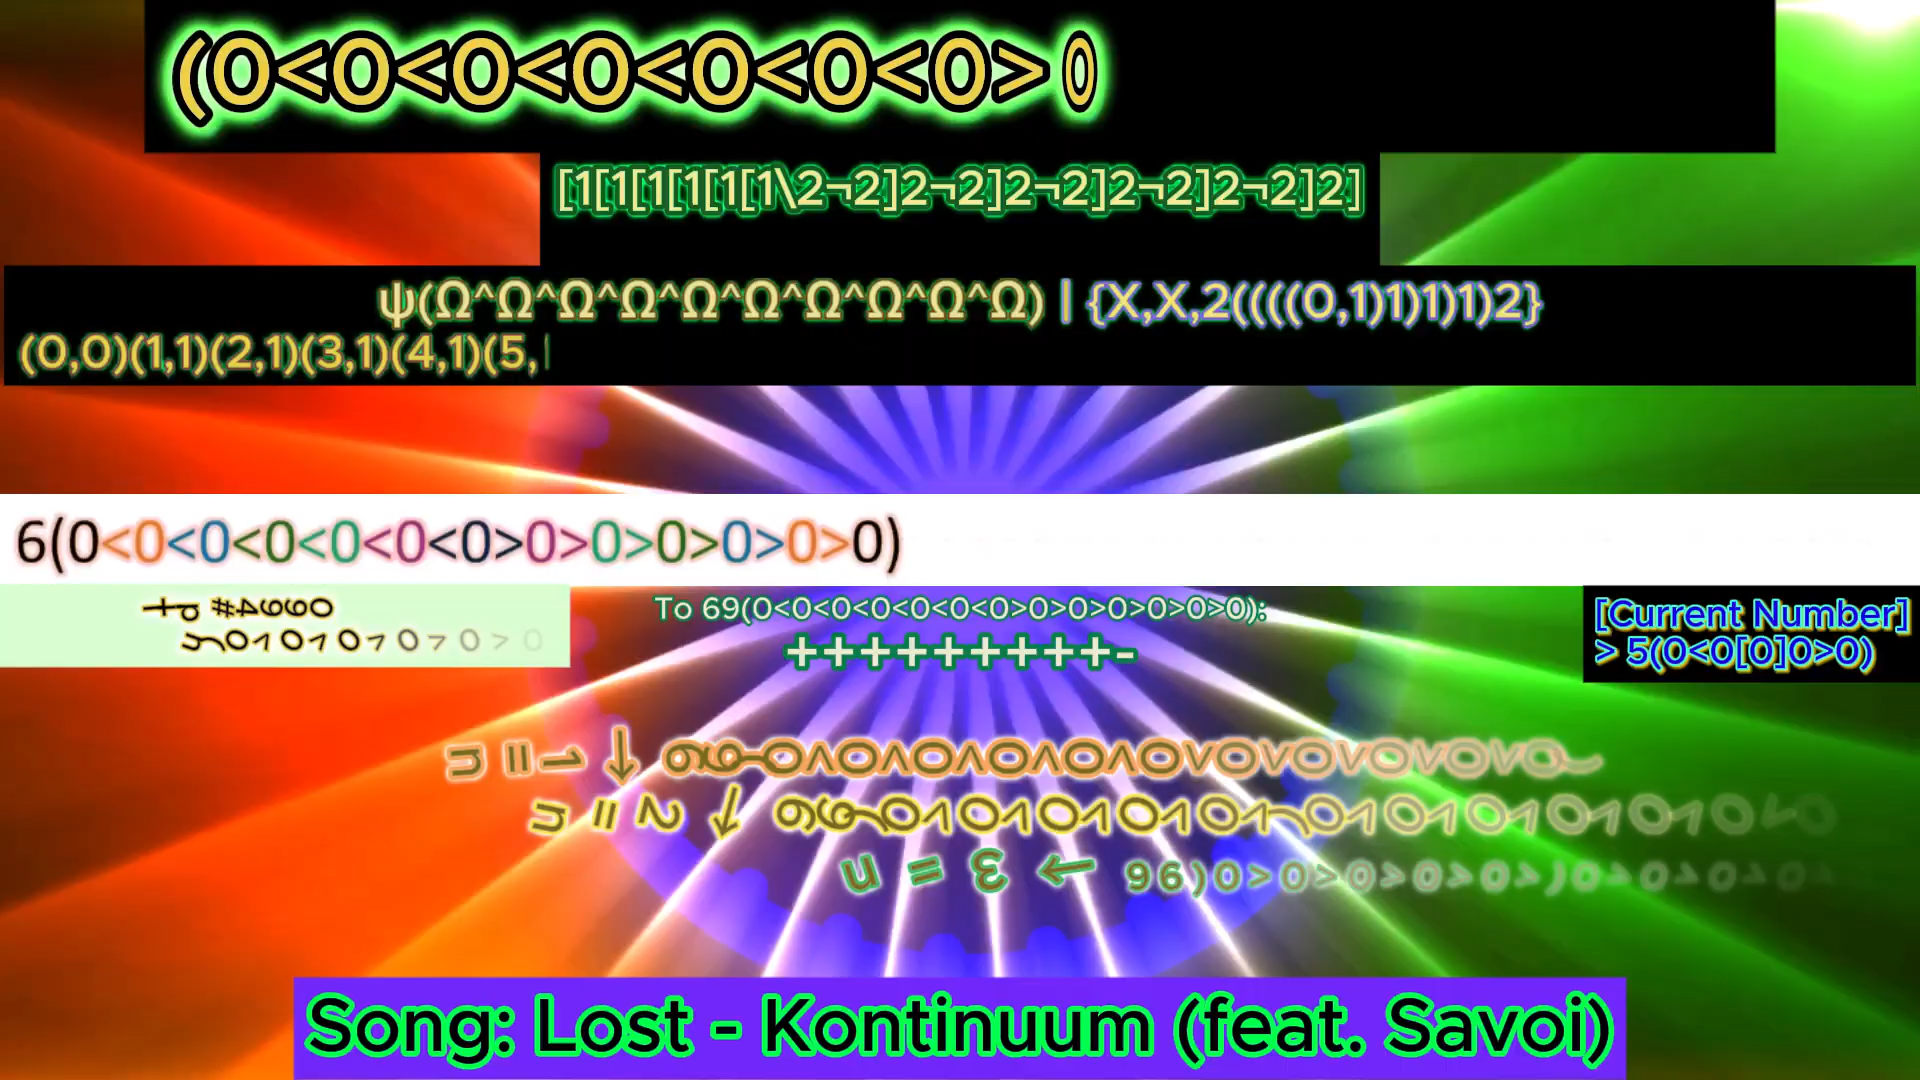 (0<0<0<0<0<0<0>0
[1[1[1[1[1[1\2¬2]2¬2]2¬2]2¬2]2¬2]2]
ψ(Ω^Ω^Ω^Ω^Ω^Ω^Ω^Ω^Ω^Ω) | {X,X,2((((0,1)1)1)1)2}
(0,0)(1,1)(2,1)(3,1)(4,1)(5,
6(0<0<0<0<0<0<0>0>0>0>0>0>0)
To 69(0<0<0<0<0<0<0>0>0>0>0>0>0):
+++++++++-
[Current Number]
> 5(0<0[0]0>0)
Song: Lost - Kontinuum (feat. Savoi)